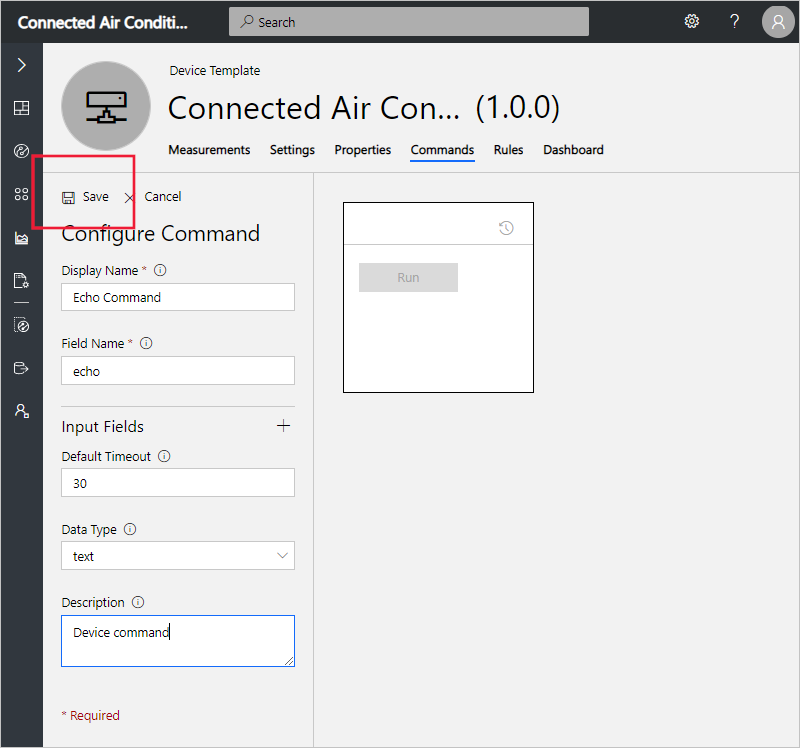 Connected Air Conditi...
Search
?
Device Template
Connected Air Con... (1.0.0)
Measurements Settings Properties Commands Rules Dashboard
Save Cancel
Configure Command
Display Name *
Echo Command
Field Name *
echo
Input Fields
Default Timeout
30
Data Type
text
Description
Device command
* Required
Run